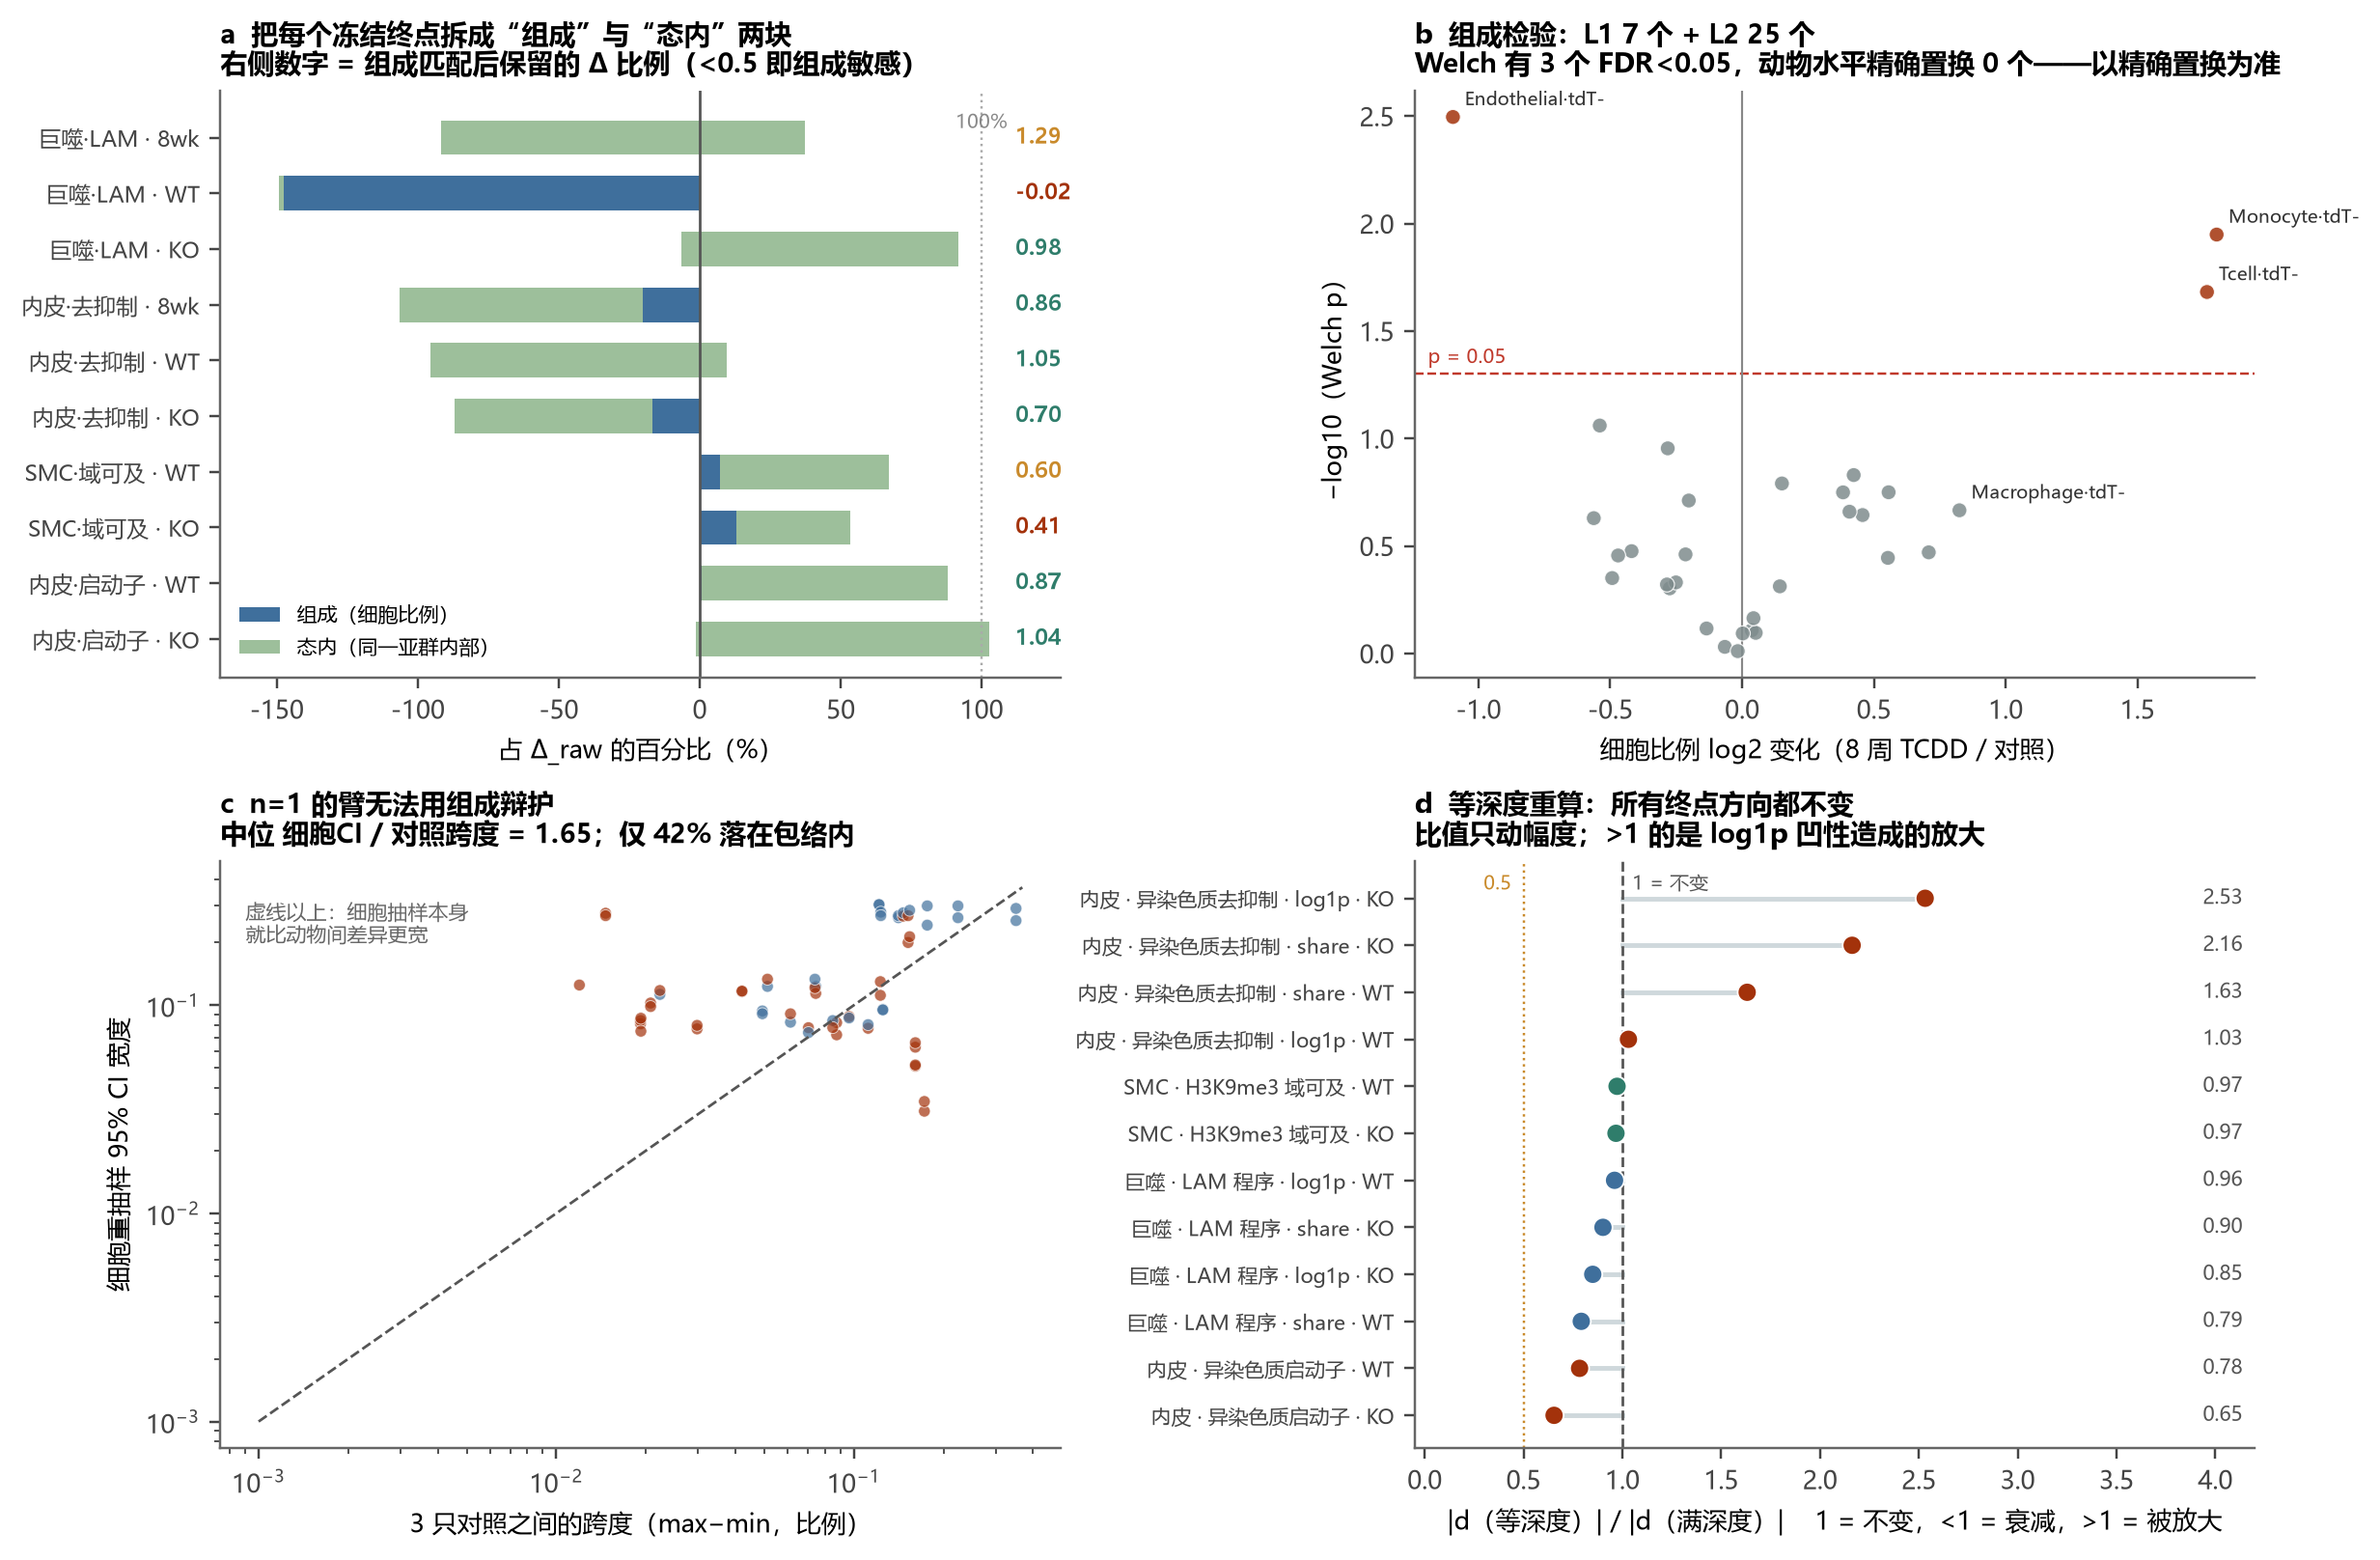 a 把每个冻结终点拆成“组成”与“态内”两块
右侧数字 = 组成匹配后保留的 Δ 比例（<0.5 即组成敏感）
100%
巨噬·LAM · 8wk
1.29
巨噬·LAM · WT
-0.02
巨噬·LAM · KO
0.98
内皮·去抑制 · 8wk
0.86
内皮·去抑制 · WT
1.05
内皮·去抑制 · KO
0.70
SMC·域可及 · WT
0.60
SMC·域可及 · KO
0.41
内皮·启动子 · WT
0.87
内皮·启动子 · KO
1.04
组成（细胞比例）
态内（同一亚群内部）
-150 -100 -50 0 50 100
占 Δ_raw 的百分比（%）
b 组成检验：L1 7 个 + L2 25 个
Welch 有 3 个 FDR<0.05，动物水平精确置换 0 个——以精确置换为准
Endothelial·tdT-
Monocyte·tdT-
Tcell·tdT-
p = 0.05
Macrophage·tdT-
2.5
2.0
1.5
1.0
0.5
0.0
−log10（Welch p）
-1.0 -0.5 0.0 0.5 1.0 1.5
细胞比例 log2 变化（8 周 TCDD / 对照）
c n=1 的臂无法用组成辩护
中位 细胞CI / 对照跨度 = 1.65；仅 42% 落在包络内
虚线以上：细胞抽样本身
就比动物间差异更宽
10⁻¹
10⁻²
10⁻³
细胞重抽样 95% CI 宽度
10⁻³ 10⁻² 10⁻¹
3 只对照之间的跨度（max−min，比例）
d 等深度重算：所有终点方向都不变
比值只动幅度；>1 的是 log1p 凹性造成的放大
0.5
1 = 不变
内皮 · 异染色质去抑制 · log1p · KO
2.53
内皮 · 异染色质去抑制 · share · KO
2.16
内皮 · 异染色质去抑制 · share · WT
1.63
内皮 · 异染色质去抑制 · log1p · WT
1.03
SMC · H3K9me3 域可及 · WT
0.97
SMC · H3K9me3 域可及 · KO
0.97
巨噬 · LAM 程序 · log1p · WT
0.96
巨噬 · LAM 程序 · share · KO
0.90
巨噬 · LAM 程序 · log1p · KO
0.85
巨噬 · LAM 程序 · share · WT
0.79
内皮 · 异染色质启动子 · WT
0.78
内皮 · 异染色质启动子 · KO
0.65
0.0 0.5 1.0 1.5 2.0 2.5 3.0 3.5 4.0
|d（等深度）| / |d（满深度）| 1 = 不变，<1 = 衰减，>1 = 被放大